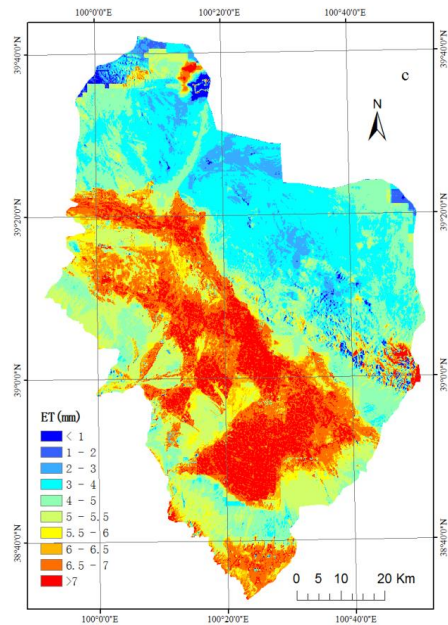 100°0'0"E 100°20'0"E 100°40'0"E
39°40'0"N
39°40'0"N
c
N
39°20'0"N
39°20'0"N
39°0'0"N
39°0'0"N
ET(mm)
< 1
1 - 2
2 - 3
3 - 4
4 - 5
5 - 5.5
5.5 - 6
6 - 6.5
6.5 - 7
>7
38°40'0"N
38°40'0"N
0 5 10 20 Km
100°0'0"E 100°20'0"E 100°40'0"E